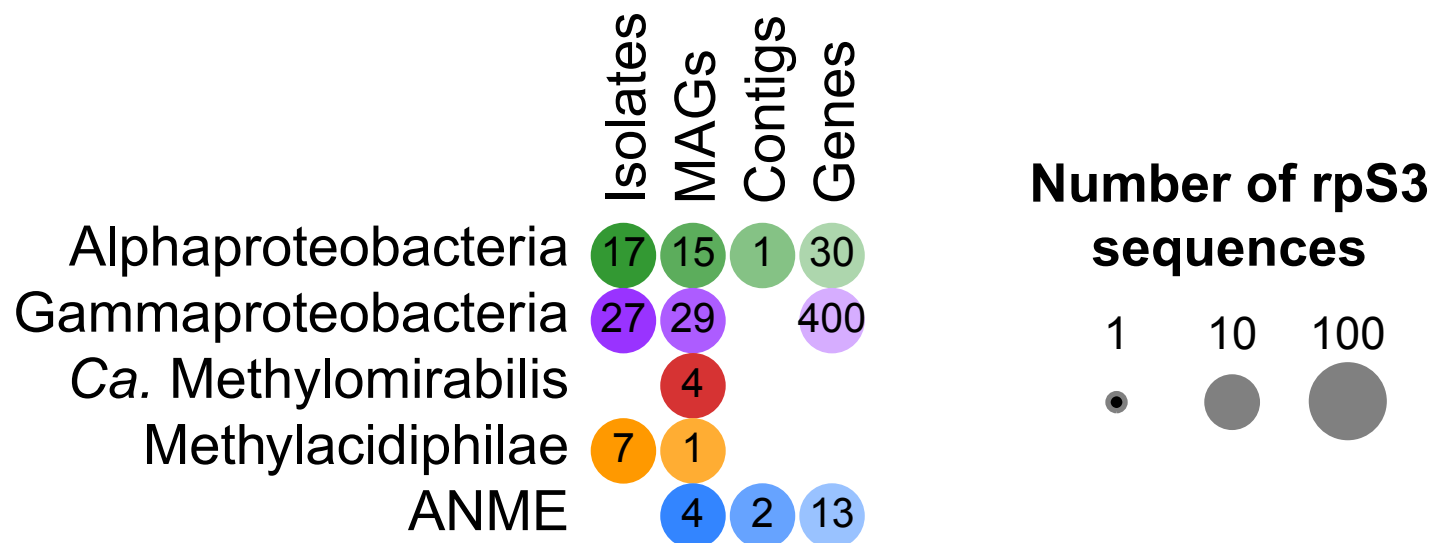 Isolates MAGs Contigs Genes
Number of rpS3
sequences
Alphaproteobacteria 17 15 1 30
Gammaproteobacteria 27 29 400
Ca. Methylomirabilis 4
Methylacidiphilae 7 1
ANME 4 2 13
1 10 100